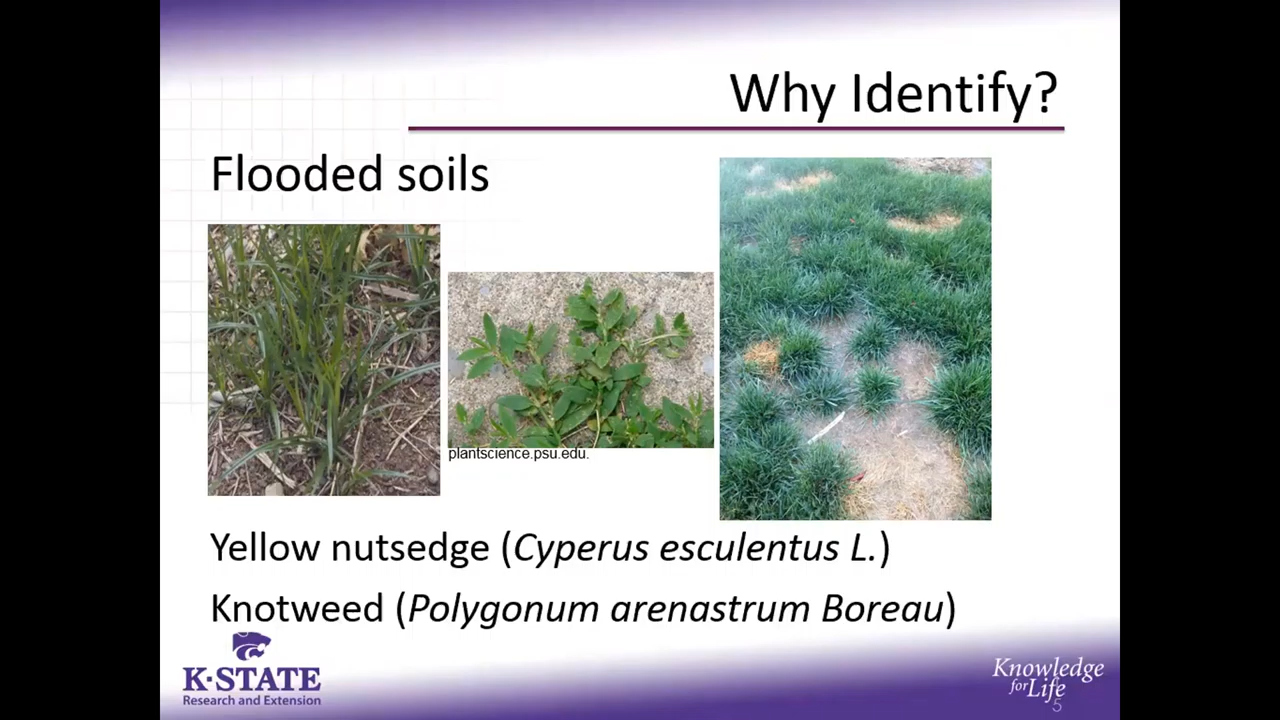 Why Identify?
Flooded soils
plantscience.psu.edu.
Yellow nutsedge (Cyperus esculentus L.)
Knotweed (Polygonum arenastrum Boreau)
K-STATE
Research and Extension
Knowledge
for Life
5